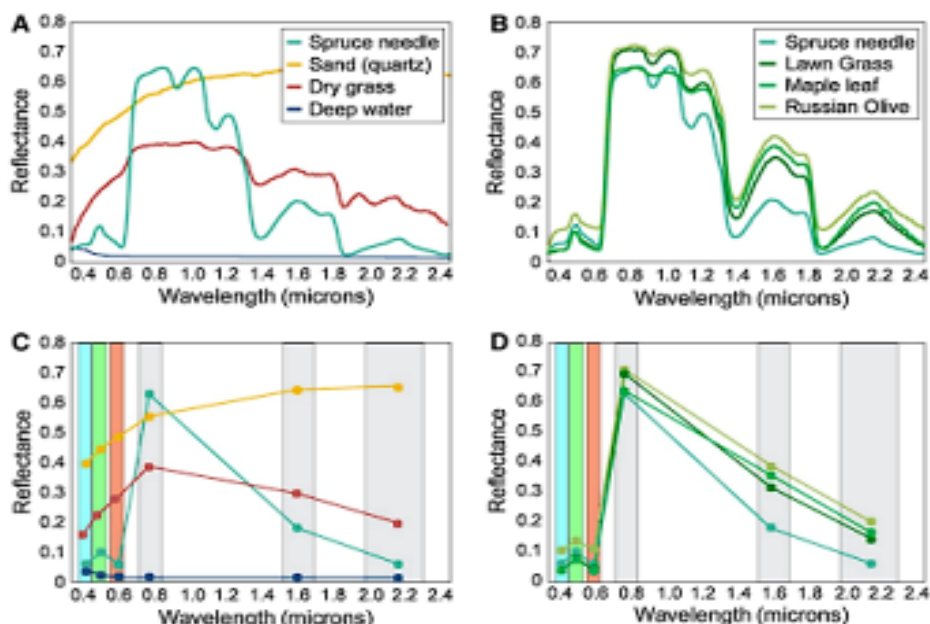 A
0.8
0.7
0.6
0.5
0.4
0.3
0.2
0.1
0
Reflectance
Spruce needle
Sand (quartz)
Dry grass
Deep water
0.4 0.6 0.8 1.0 1.2 1.4 1.6 1.8 2.0 2.2 2.4
Wavelength (microns)
B
0.8
0.7
0.6
0.5
0.4
0.3
0.2
0.1
0
Reflectance
Spruce needle
Lawn Grass
Maple leaf
Russian Olive
0.4 0.6 0.8 1.0 1.2 1.4 1.6 1.8 2.0 2.2 2.4
Wavelength (microns)
C
0.8
0.7
0.6
0.5
0.4
0.3
0.2
0.1
0
Reflectance
0.4 0.6 0.8 1.0 1.2 1.4 1.6 1.8 2.0 2.2 2.4
Wavelength (microns)
D
0.8
0.7
0.6
0.5
0.4
0.3
0.2
0.1
0
Reflectance
0.4 0.6 0.8 1.0 1.2 1.4 1.6 1.8 2.0 2.2 2.4
Wavelength (microns)